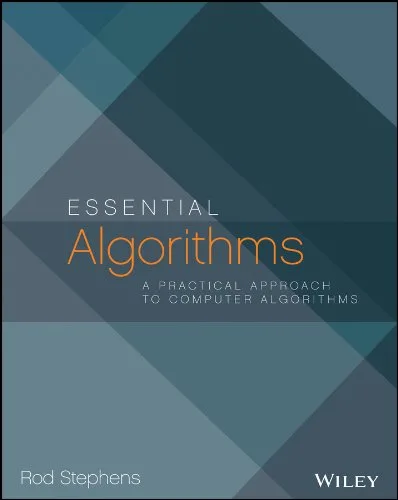 ESSENTIAL
Algorithms
A PRACTICAL APPROACH
TO COMPUTER ALGORITHMS
Rod Stephens
WILEY